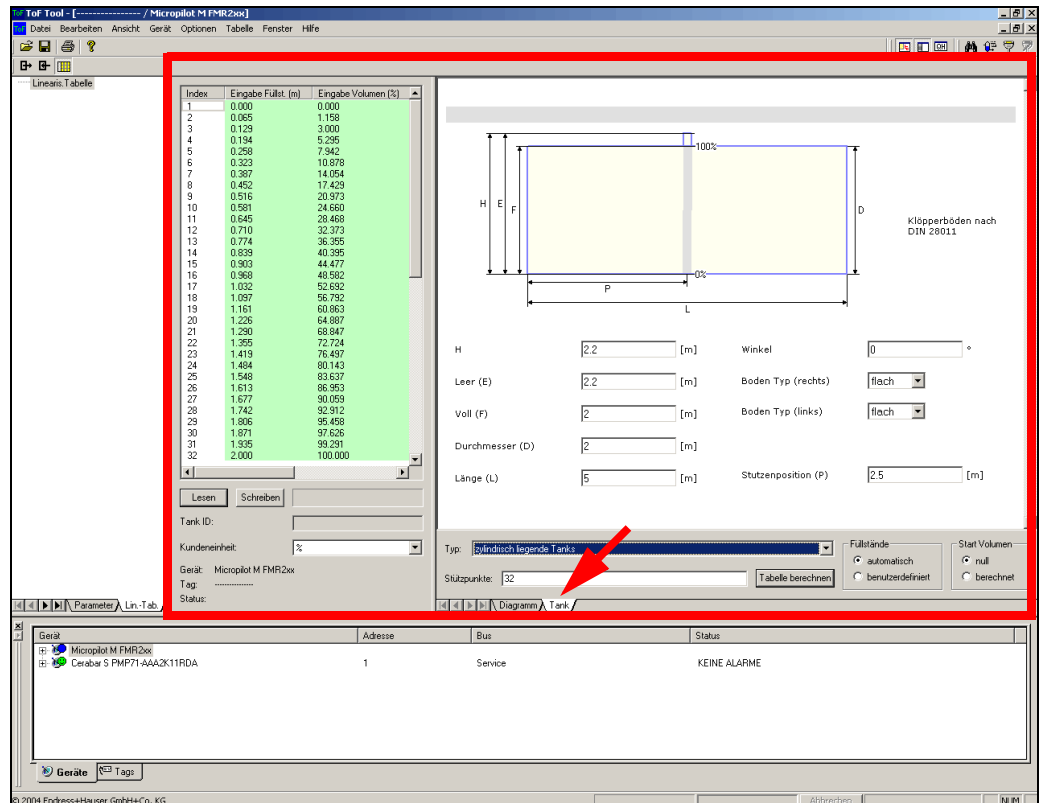 ToF Tool - [---------------- / Micropilot M FMR2xx]
Datei Bearbeiten Ansicht Gerät Optionen Tabelle Fenster Hilfe
Linearis.Tabelle
Index Eingabe Füllst. (m) Eingabe Volumen (%)
1 0.000 0.000
2 0.065 1.158
3 0.129 3.000
4 0.194 5.295
5 0.258 7.942
6 0.323 10.878
7 0.387 14.054
8 0.452 17.429
9 0.516 20.973
10 0.581 24.660
11 0.645 28.468
12 0.710 32.373
13 0.774 36.355
14 0.839 40.395
15 0.903 44.477
16 0.968 48.582
17 1.032 52.692
18 1.097 56.792
19 1.161 60.863
20 1.226 64.887
21 1.290 68.847
22 1.355 72.724
23 1.419 76.497
24 1.484 80.143
25 1.548 83.637
26 1.613 86.953
27 1.677 90.059
28 1.742 92.912
29 1.806 95.458
30 1.871 97.626
31 1.935 99.291
32 2.000 100.000
Lesen Schreiben
Tank ID:
Kundeneinheit: %
Gerät: Micropilot M FMR2xx
Tag: ---------------
Status:
100%
H E F D
Klöpperböden nach
DIN 28011
0%
P
L
H 2.2 [m] Winkel 0 °
Leer (E) 2.2 [m] Boden Typ (rechts) flach
Voll (F) 2 [m] Boden Typ (links) flach
Durchmesser (D) 2 [m]
Länge (L) 5 [m] Stutzenposition (P) 2.5 [m]
Typ: zylindrisch liegende Tanks
Füllstände Start Volumen
automatisch null
Stützpunkte: 32 Tabelle berechnen benutzerdefiniert berechnet
Parameter Lin.-Tab. Diagramm Tank
Gerät Adresse Bus Status
Micropilot M FMR2xx
Cerabar S PMP71-AAA2K11RDA 1 Service KEINE ALARME
Geräte Tags
© 2004 Endress+Hauser GmbH+Co. KG Abbrechen NUM